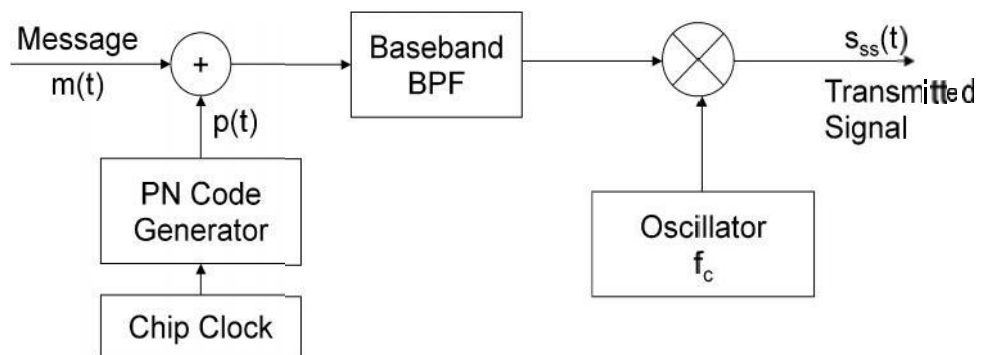 Message
m(t)
+
p(t)
PN Code
Generator
Chip Clock
Baseband
BPF
Oscillator
f_c
s_ss(t)
Transmitted
Signal